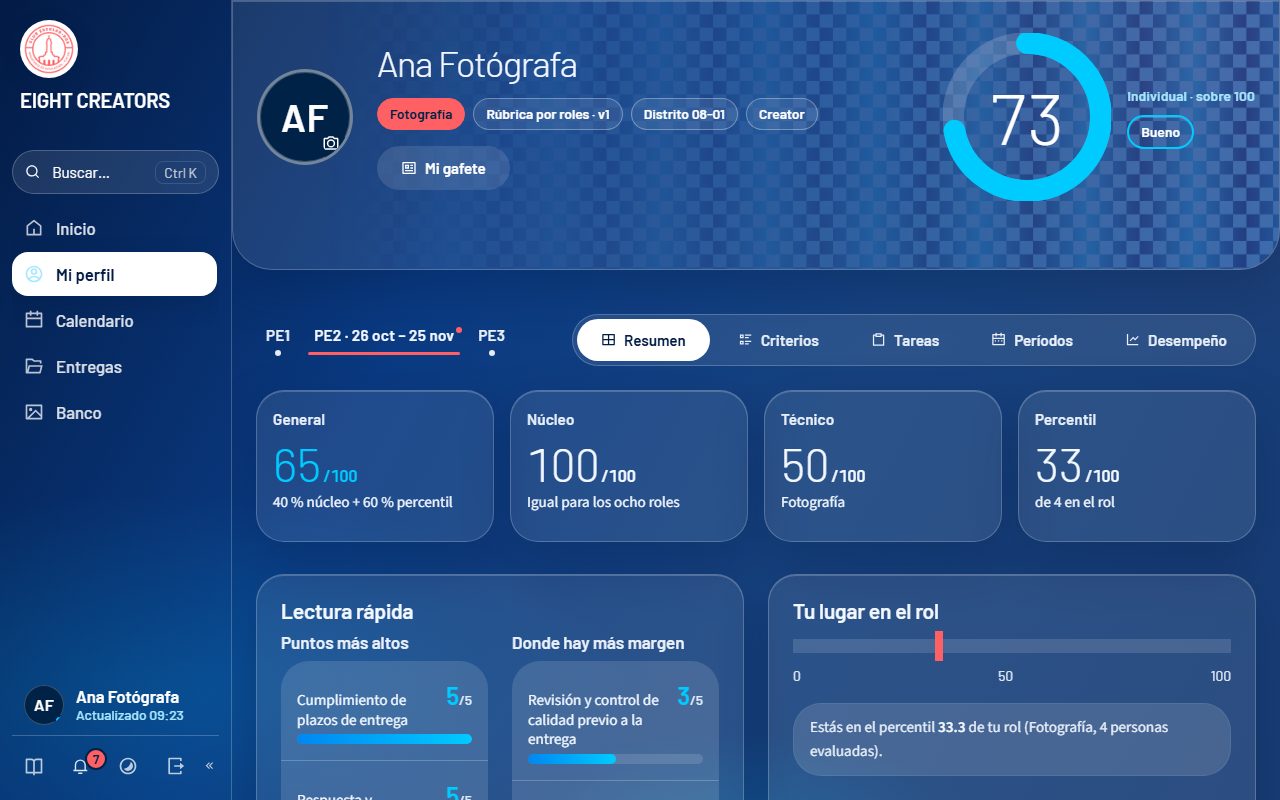 EIGHT CREATORS
Buscar...
Ctrl K
Inicio
Mi perfil
Calendario
Entregas
Banco
AF
Ana Fotógrafa
Actualizado 09:23
7
«
AF
Ana Fotógrafa
Fotografía
Rúbrica por roles · v1
Distrito 08-01
Creator
Mi gafete
73
Individual · sobre 100
Bueno
PE1
PE2 · 26 oct – 25 nov
PE3
Resumen
Criterios
Tareas
Períodos
Desempeño
General
65/100
40 % núcleo + 60 % percentil
Núcleo
100/100
Igual para los ocho roles
Técnico
50/100
Fotografía
Percentil
33/100
de 4 en el rol
Lectura rápida
Puntos más altos
Cumplimiento de
plazos de entrega
5/5
Respuesta y
5/5
Donde hay más margen
Revisión y control de
calidad previo a la
entrega
3/5
Tu lugar en el rol
0
50
100
Estás en el percentil 33.3 de tu rol (Fotografía, 4 personas
evaluadas).